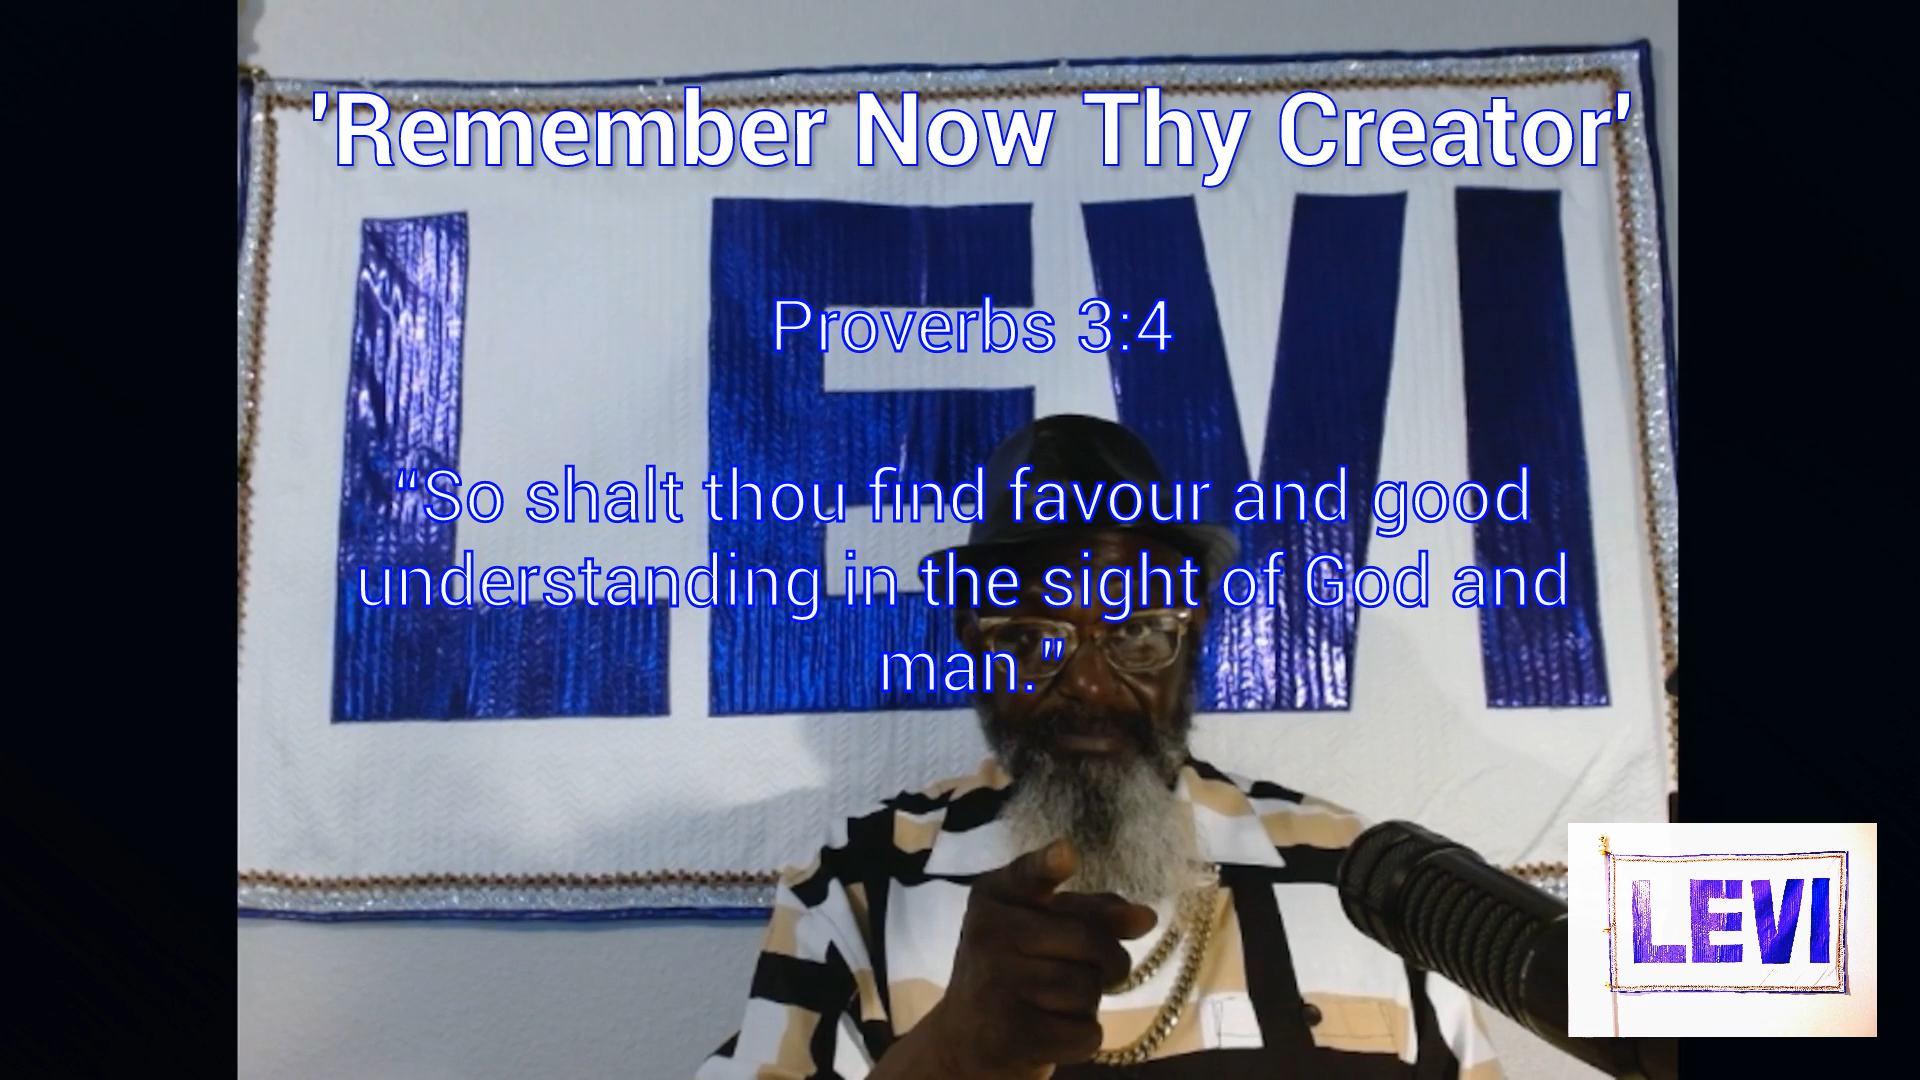 'Remember Now Thy Creator'
LEVI
Proverbs 3:4
“So shalt thou find favour and good
understanding in the sight of God and
man.”
LEVI